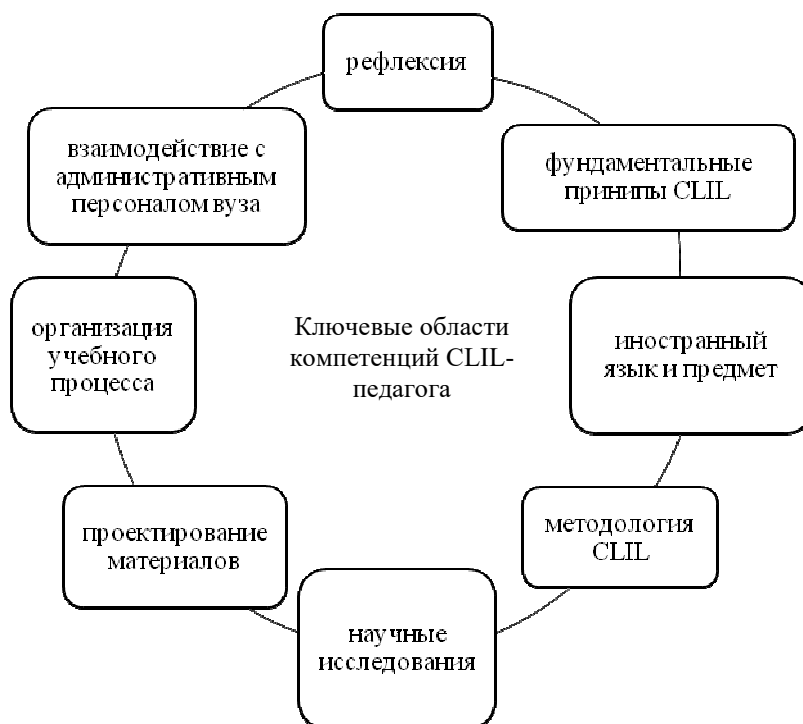 рефлексия
фундаментальные
принипы CLIL
иностранный
язык и предмет
методология
CLIL
научные
исследования
проектирование
материалов
организация
учебного
процесса
взаимодействие с
административным
персоналом вуза
Ключевые области
компетенций CLIL-
педагога